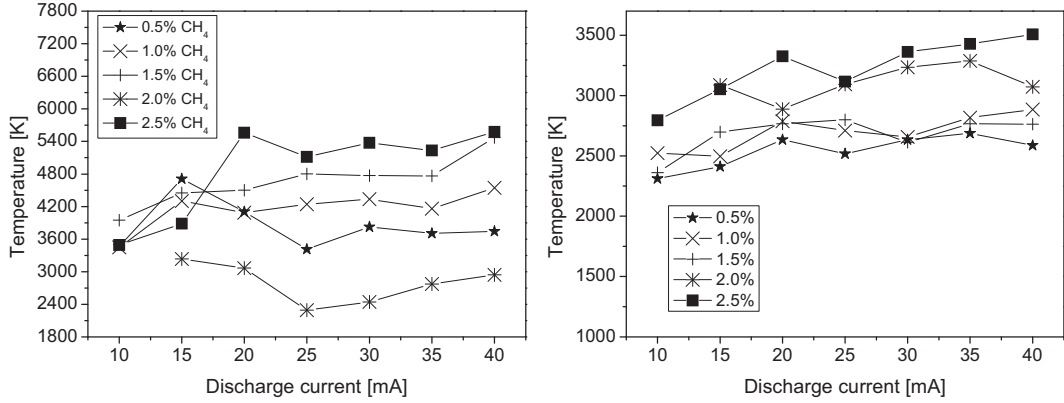 7800
7200
6600
6000
5400
4800
4200
3600
3000
2400
1800
Temperature [K]
0.5% CH4
1.0% CH4
1.5% CH4
2.0% CH4
2.5% CH4
10 15 20 25 30 35 40
Discharge current [mA]
3500
3000
2500
2000
1500
1000
Temperature [K]
0.5%
1.0%
1.5%
2.0%
2.5%
10 15 20 25 30 35 40
Discharge current [mA]